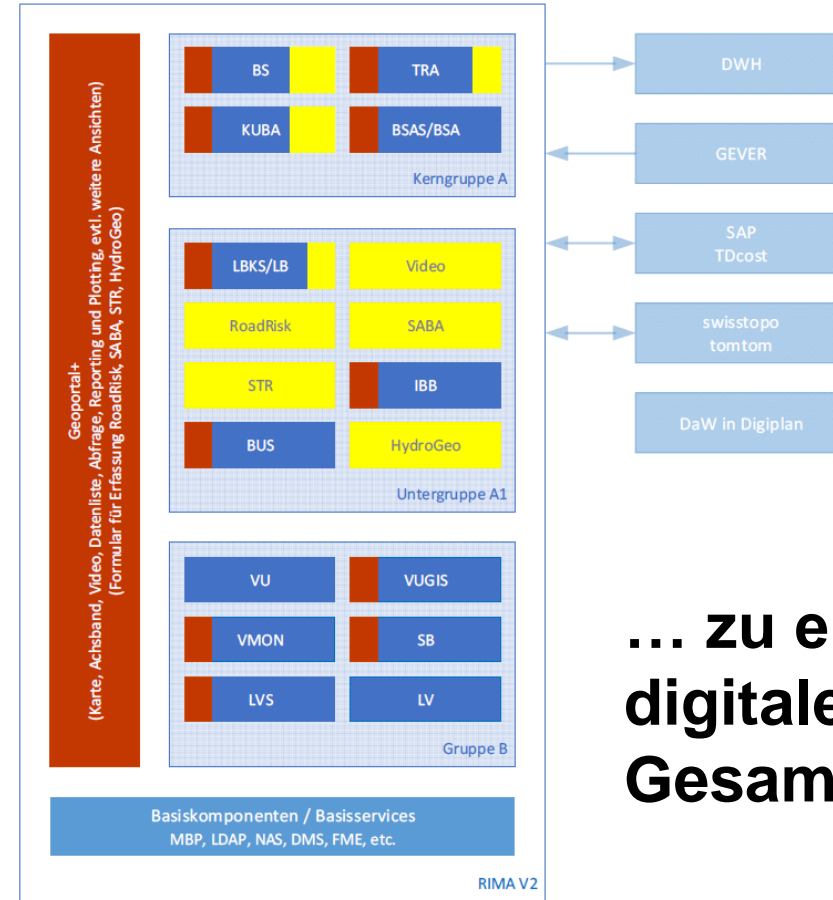 Geoportal+
(Karte, Achsband, Video, Datenliste, Abfrage, Reporting und Plotting, evtl. weitere Ansichten)
(Formular für Erfassung RoadRisk, SABA, STR, HydroGeo)
BS
TRA
KUBA
BSAS/BSA
Kerngruppe A
LBKS/LB
Video
RoadRisk
SABA
STR
IBB
BUS
HydroGeo
Untergruppe A1
VU
VUGIS
VMON
SB
LVS
LV
Gruppe B
Basiskomponenten / Basisservices
MBP, LDAP, NAS, DMS, FME, etc.
RIMA V2
DWH
GEVER
SAP
TDcost
swisstopo
tomtom
DaW in Digiplan
… zu e
digitale
Gesam